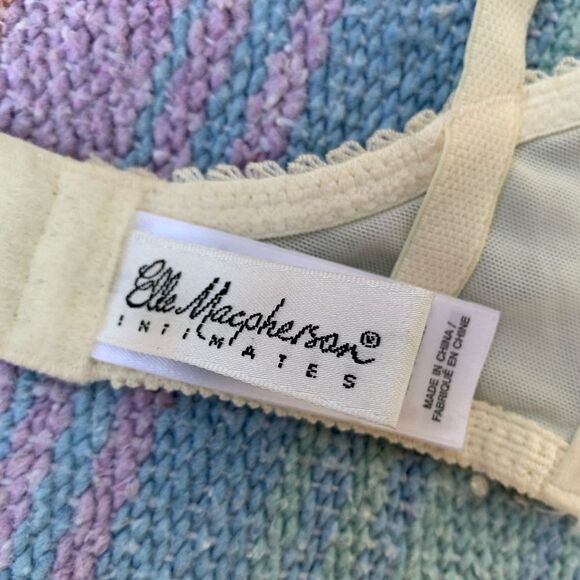 Elle Macpherson®
INTIMATES
MADE IN CHINA /
FABRIQUÉ EN CHINE